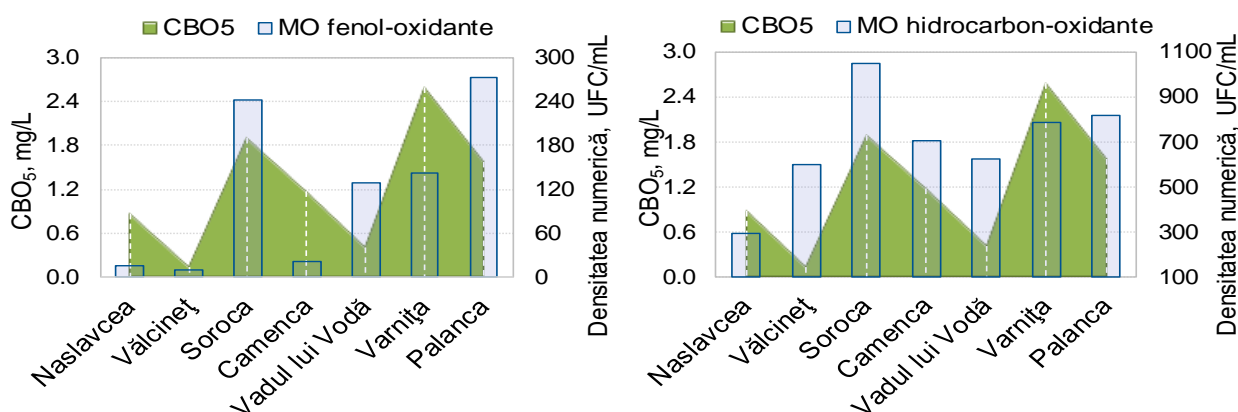 CBO5 MO fenol-oxidante
CBO₅, mg/L
3.0
2.4
1.8
1.2
0.6
0.0
300
240
180
120
60
0
Densitatea numerică, UFC/mL
Naslavcea
Vălcineţ
Soroca
Camenca
Vadul lui Vodă
Varniţa
Palanca
CBO5 MO hidrocarbon-oxidante
CBO₅, mg/L
3.0
2.4
1.8
1.2
0.6
0.0
1100
900
700
500
300
100
Densitatea numerică, UFC/mL
Naslavcea
Vălcineţ
Soroca
Camenca
Vadul lui Vodă
Varniţa
Palanca